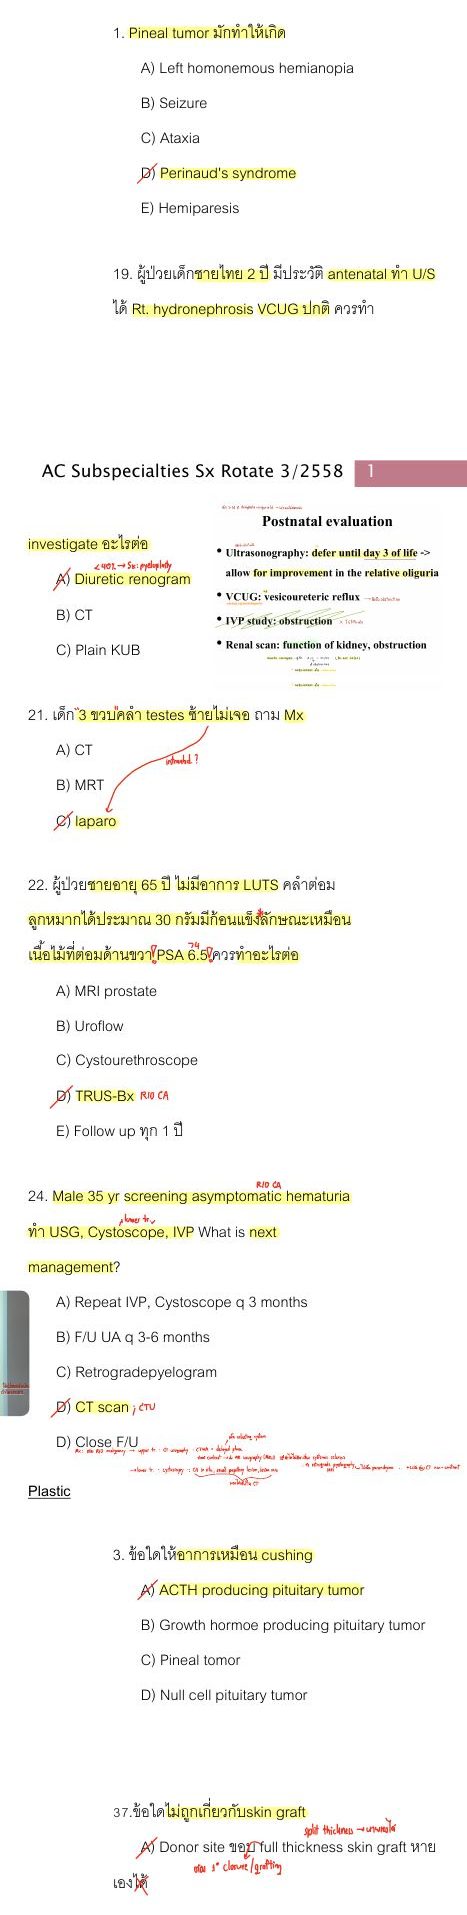 1. Pineal tumor มักทำให้เกิด
A) Left homonemous hemianopia
B) Seizure
C) Ataxia
D) Perinaud's syndrome
E) Hemiparesis
19. ผู้ป่วยเด็กชายไทย 2 ปี มีประวัติ antenatal ทำ U/S
ได้ Rt. hydronephrosis VCUG ปกติ ควรทำ
AC Subspecialties Sx Rotate 3/2558 1
investigate อะไรต่อ
<40% → Sx: pyeloplasty
A) Diuretic renogram
B) CT
C) Plain KUB
Postnatal evaluation
• Ultrasonography: defer until day 3 of life ->
allow for improvement in the relative oliguria
• VCUG: vesicoureteric reflux
• IVP study: obstruction
• Renal scan: function of kidney, obstruction
21. เด็ก 3 ขวบ คลำ testes ซ้ายไม่เจอ ถาม Mx
A) CT
B) MRT
C) laparo
22. ผู้ป่วยชายอายุ 65 ปี ไม่มีอาการ LUTS คลำต่อม
ลูกหมากได้ประมาณ 30 กรัมมีก้อนแข็งลักษณะเหมือน
เนื้อไม้ที่ต่อมด้านขวา PSA 6.5 ควรทำอะไรต่อ
>4
A) MRI prostate
B) Uroflow
C) Cystourethroscope
D) TRUS-Bx R/O CA
E) Follow up ทุก 1 ปี
R/O CA
24. Male 35 yr screening asymptomatic hematuria
lower tr.
ทำ USG, Cystoscope, IVP What is next
management?
A) Repeat IVP, Cystoscope q 3 months
B) F/U UA q 3-6 months
C) Retrogradepyelogram
D) CT scan ; CTU
D) Close F/U
Plastic
3. ข้อใดให้อาการเหมือน cushing
A) ACTH producing pituitary tumor
B) Growth hormoe producing pituitary tumor
C) Pineal tomor
D) Null cell pituitary tumor
37.ข้อใดไม่ถูกเกี่ยวกับskin graft
split thickness →
A) Donor site ของ full thickness skin graft หาย
closure/grafting
เองได้